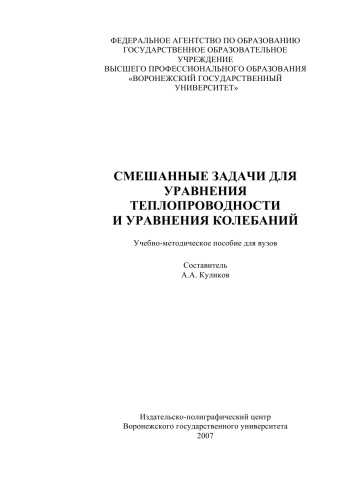 ФЕДЕРАЛЬНОЕ АГЕНТСТВО ПО ОБРАЗОВАНИЮ
ГОСУДАРСТВЕННОЕ ОБРАЗОВАТЕЛЬНОЕ
УЧРЕЖДЕНИЕ
ВЫСШЕГО ПРОФЕССИОНАЛЬНОГО ОБРАЗОВАНИЯ
«ВОРОНЕЖСКИЙ ГОСУДАРСТВЕННЫЙ
УНИВЕРСИТЕТ»
СМЕШАННЫЕ ЗАДАЧИ ДЛЯ
УРАВНЕНИЯ
ТЕПЛОПРОВОДНОСТИ
И УРАВНЕНИЯ КОЛЕБАНИЙ
Учебно-методическое пособие для вузов
Составитель
А.А. Куликов
Издательско-полиграфический центр
Воронежского государственного университета
2007